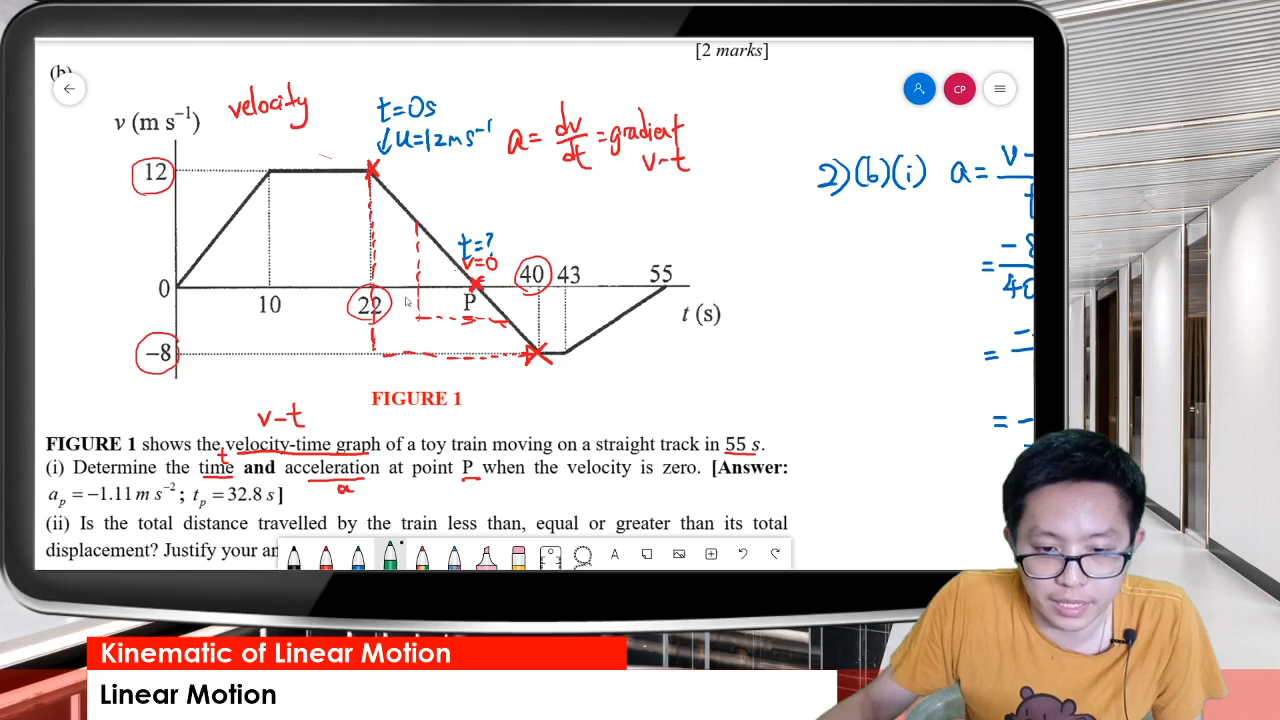 [2 marks]
(b)
velocity
t=0s
↓u=12ms⁻¹
a = dv/dt = gradient
v-t
v (m s⁻¹)
12
0
-8
10
22
t=?
v=0
P
40
43
55
t (s)
FIGURE 1
v-t
FIGURE 1 shows the velocity-time graph of a toy train moving on a straight track in 55 s.
t
(i) Determine the time and acceleration at point P when the velocity is zero. [Answer:
a
aₚ = −1.11 m s⁻²; tₚ = 32.8 s]
(ii) Is the total distance travelled by the train less than, equal or greater than its total
displacement? Justify your an
CP
A
2)(b)(i) a = v-
t
= -8
40
= -
= -
Kinematic of Linear Motion
Linear Motion